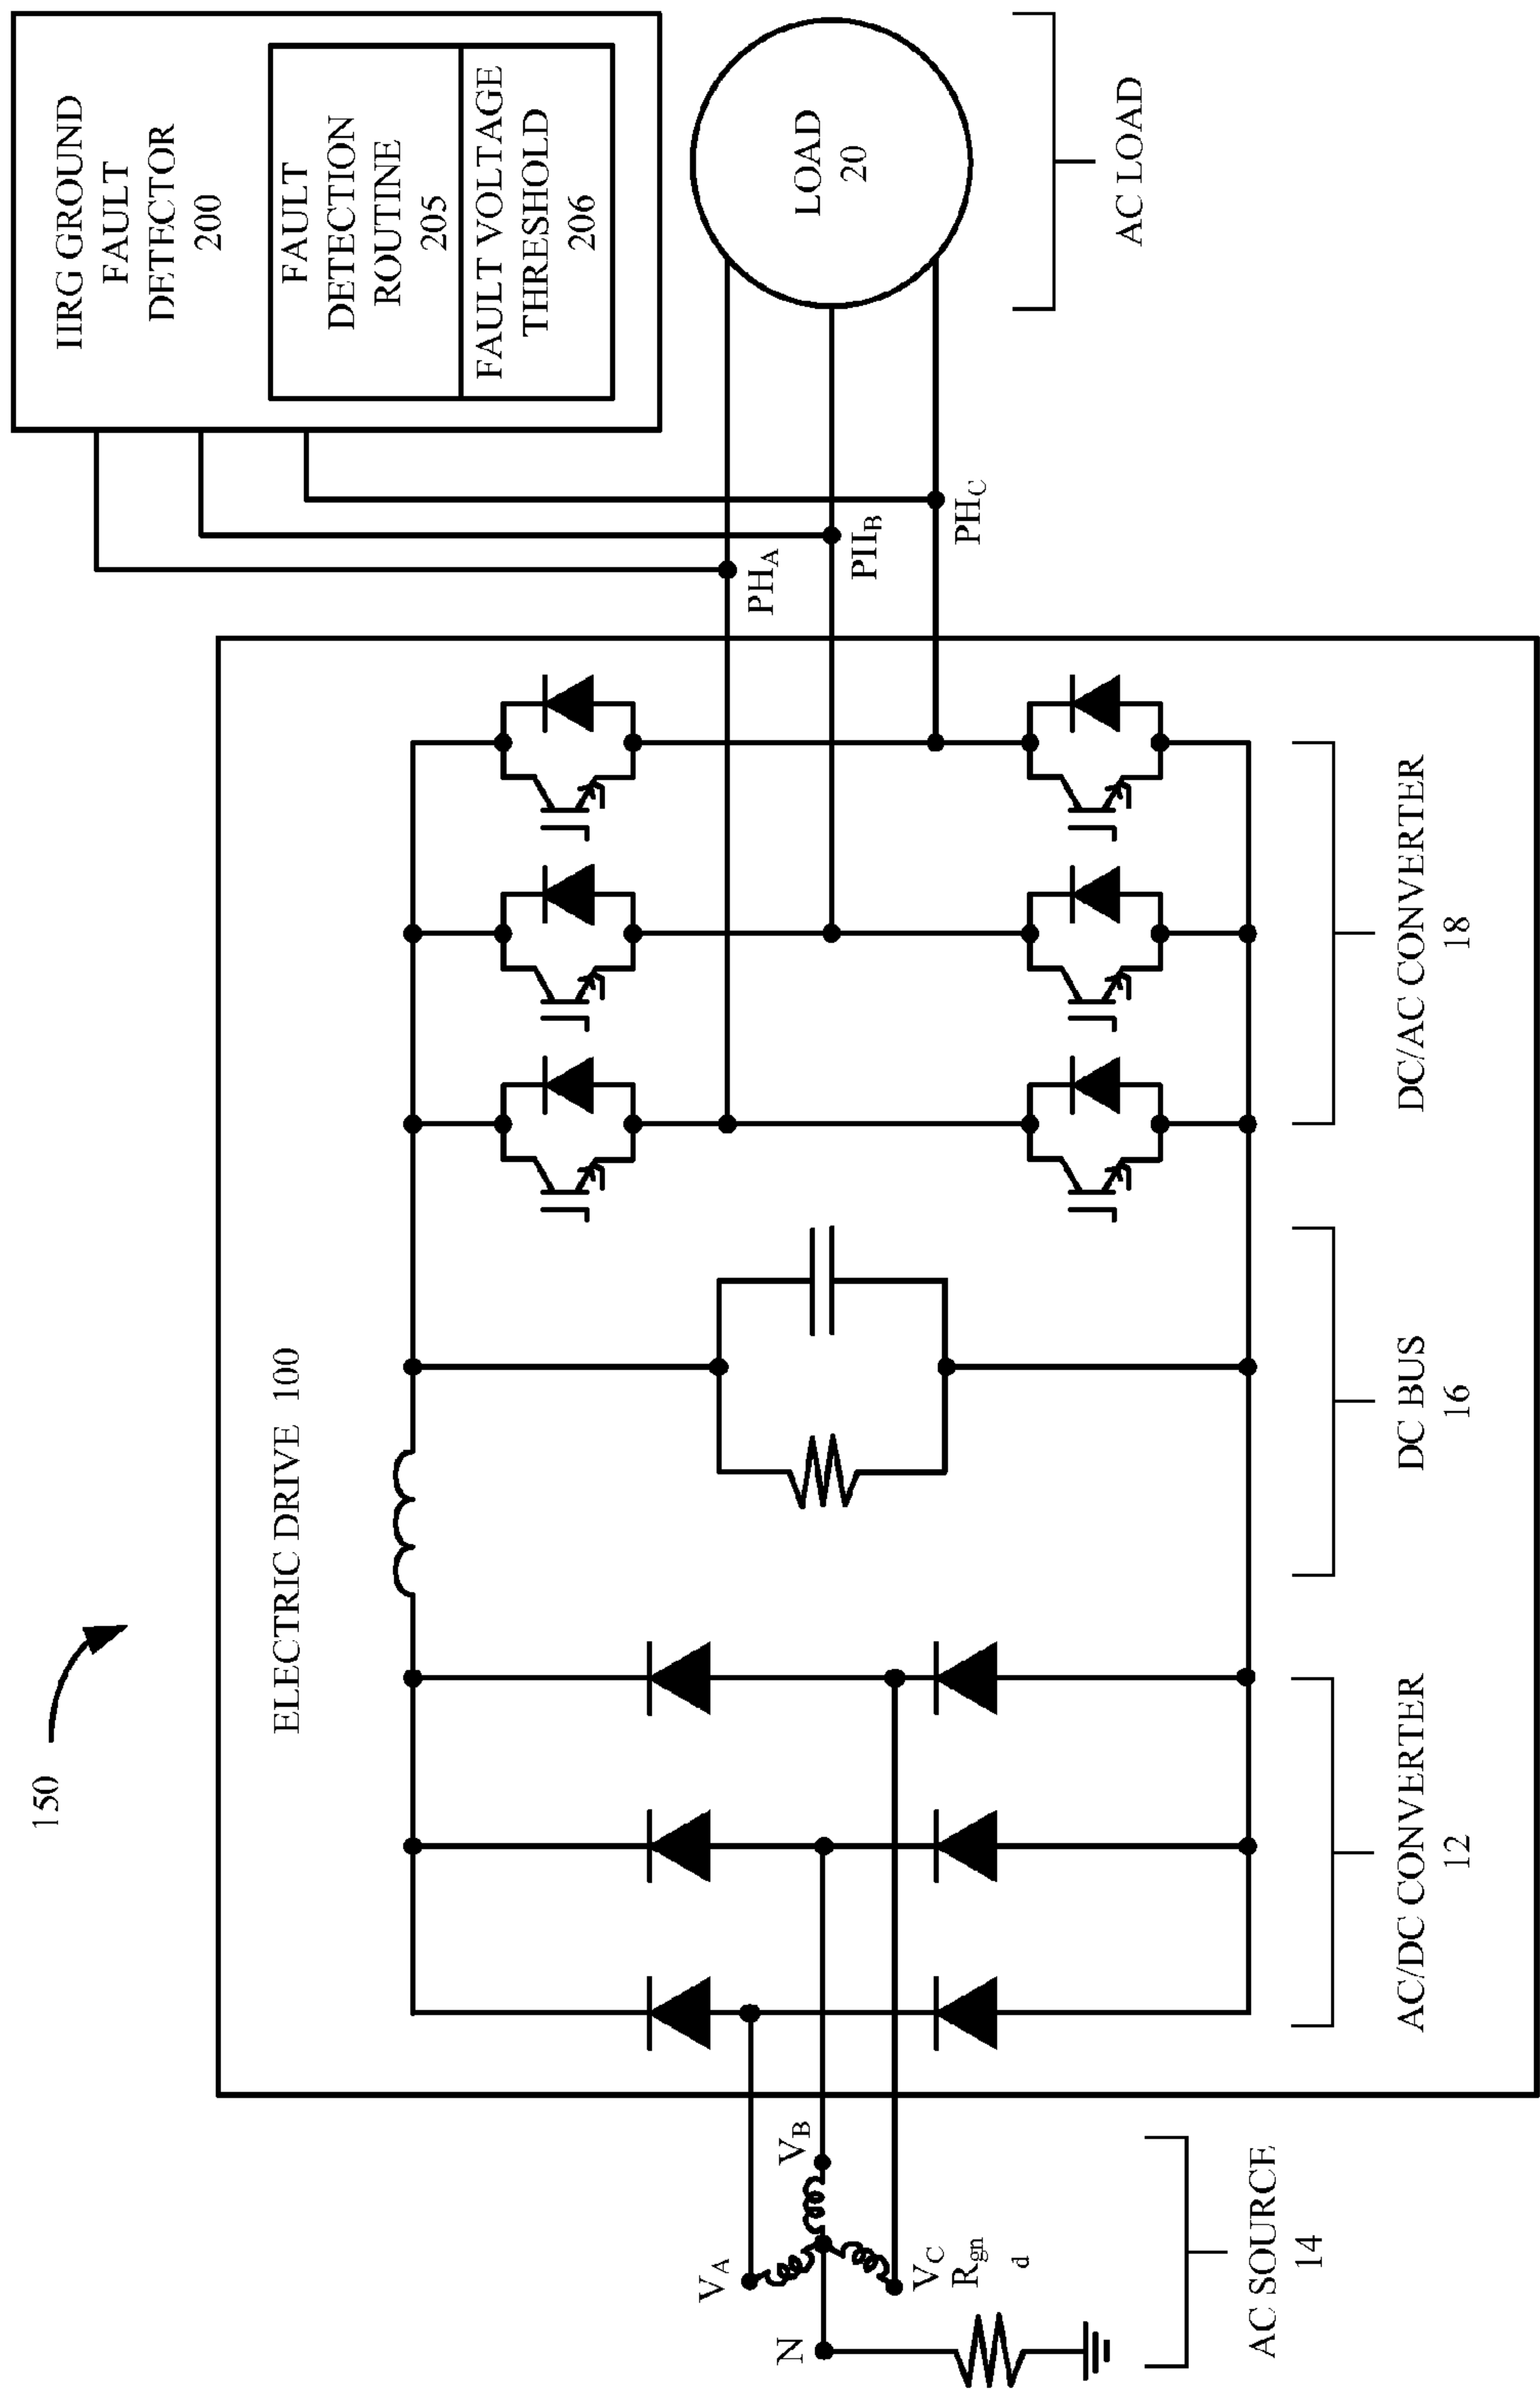 150
ELECTRIC DRIVE 100
HRG GROUND
FAULT
DETECTOR
200
FAULT
DETECTION
ROUTINE
205
FAULT VOLTAGE
THRESHOLD
206
LOAD
20
AC LOAD
PHA
PHB
PHC
VA
VB
VC
N
Rgn
d
AC SOURCE
14
AC/DC CONVERTER
12
DC BUS
16
DC/AC CONVERTER
18